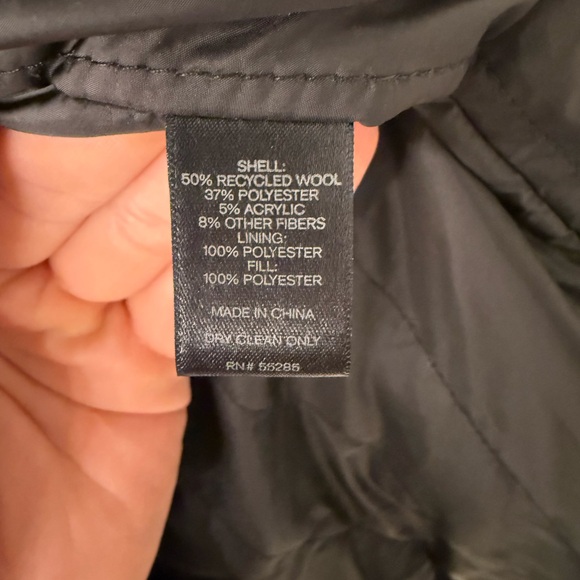 SHELL:
50% RECYCLED WOOL
37% POLYESTER
5% ACRYLIC
8% OTHER FIBERS
LINING:
100% POLYESTER
FILL:
100% POLYESTER
MADE IN CHINA
DRY CLEAN ONLY
RN# 55285